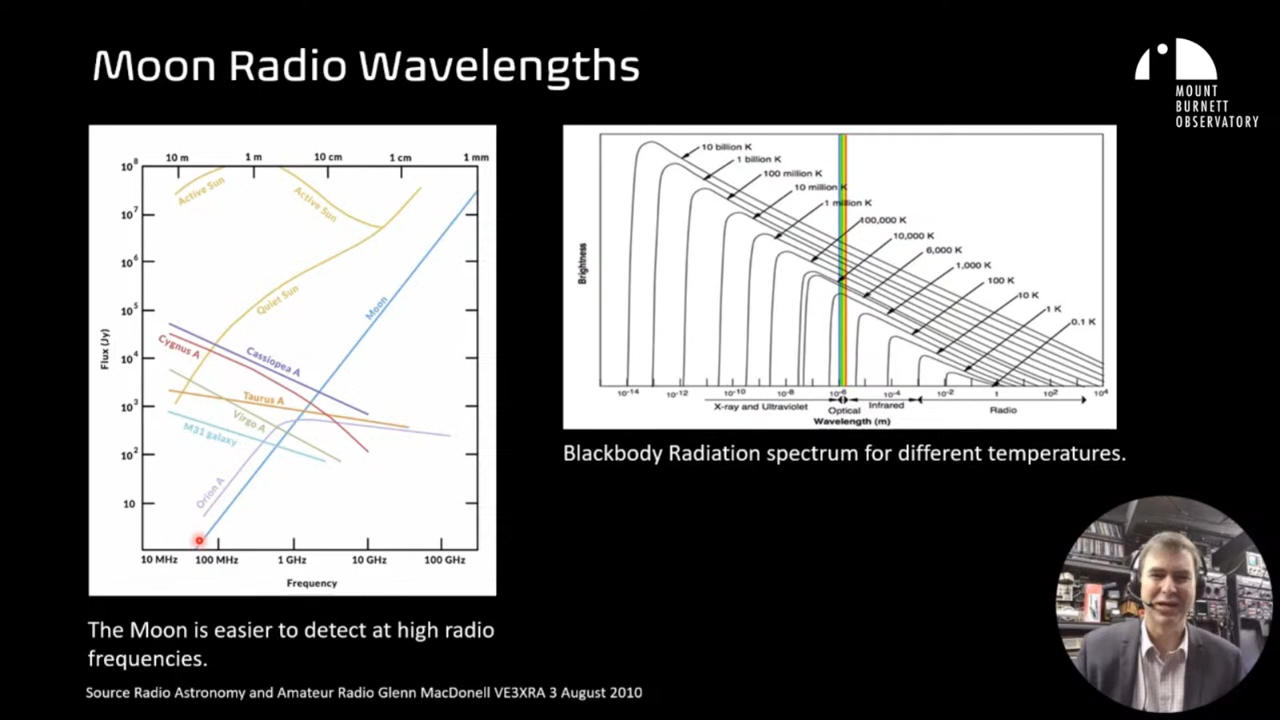 Moon Radio Wavelengths
MOUNT
BURNETT
OBSERVATORY
10 m 1 m 10 cm 1 cm 1 mm
10⁸
10⁷
10⁶
10⁵
10⁴
10³
10²
10
Flux (Jy)
Active Sun
Active Sun
Quiet Sun
Moon
Cygnus A
Cassiopea A
Taurus A
Virgo A
M31 galaxy
Orion A
10 MHz 100 MHz 1 GHz 10 GHz 100 GHz
Frequency
The Moon is easier to detect at high radio
frequencies.
Source Radio Astronomy and Amateur Radio Glenn MacDonell VE3XRA 3 August 2010
Brightness
10 billion K
1 billion K
100 million K
10 million K
1 million K
100,000 K
10,000 K
6,000 K
1,000 K
100 K
10 K
1 K
0.1 K
10⁻¹⁴ 10⁻¹² 10⁻¹⁰ 10⁻⁸ 10⁻⁶ 10⁻⁴ 10⁻² 1 10² 10⁴
X-ray and Ultraviolet Optical Infrared Radio
Wavelength (m)
Blackbody Radiation spectrum for different temperatures.